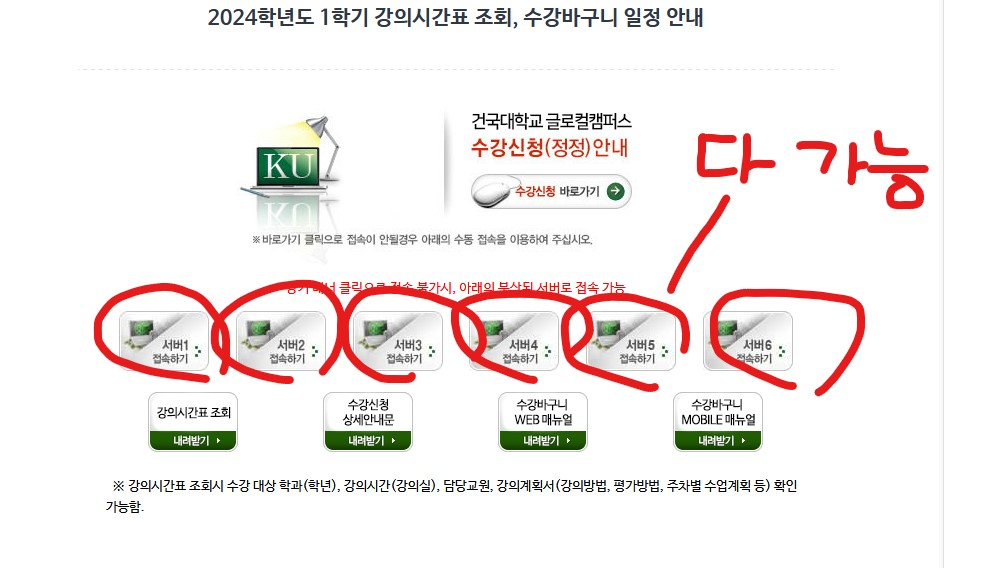 2024학년도 1학기 강의시간표 조회, 수강바구니 일정 안내
건국대학교 글로컬캠퍼스
KU
수강신청(정정)안내
다 가능
수강신청 바로가기
※ 바로가기 클릭으로 접속이 안될경우 아래의 수동 접속을 이용하여 주십시오.
클릭으로 접속 불가시, 아래의 분산된 서버로 접속 가능
서버1 서버2 서버3 서버4 서버5 서버6
접속하기 접속하기 접속하기 접속하기 접속하기 접속하기
강의시간표 조회
내려받기
수강신청
상세안내문
내려받기
수강바구니
WEB 매뉴얼
내려받기
수강바구니
MOBILE 매뉴얼
내려받기
※ 강의시간표 조회시 수강 대상 학과(학년), 강의시간(강의실), 담당교원, 강의계획서(강의방법, 평가방법, 주차별 수업계획 등) 확인
가능함.